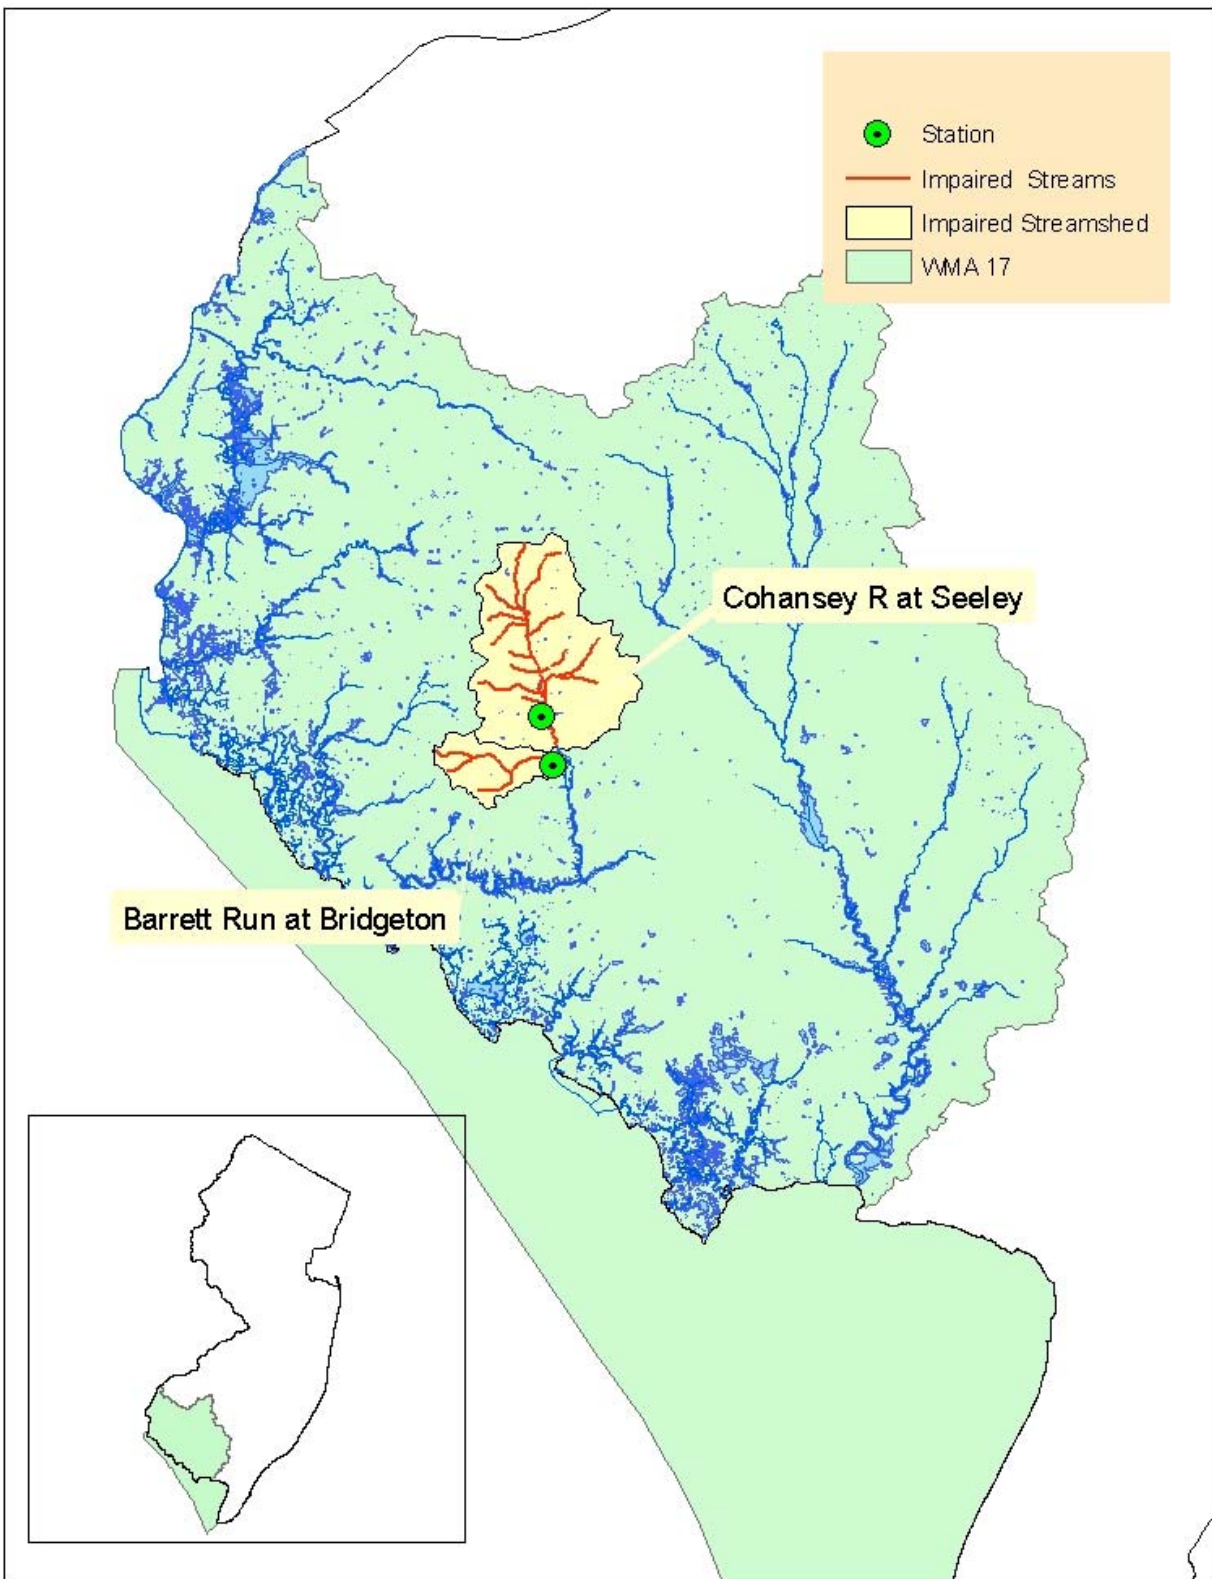 Station
Impaired Streams
Impaired Streamshed
WMA 17
Cohansey R at Seeley
Barrett Run at Bridgeton